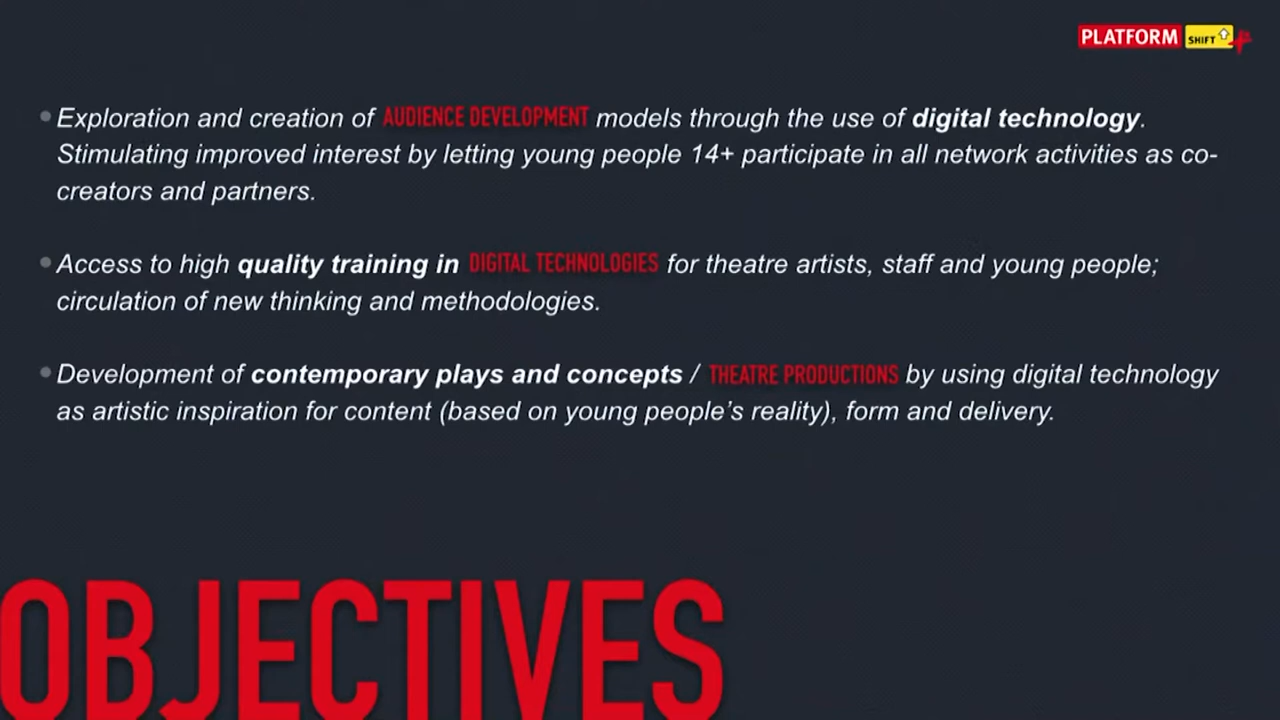 PLATFORM SHIFT
• Exploration and creation of AUDIENCE DEVELOPMENT models through the use of digital technology.
Stimulating improved interest by letting young people 14+ participate in all network activities as co-
creators and partners.
• Access to high quality training in DIGITAL TECHNOLOGIES for theatre artists, staff and young people;
circulation of new thinking and methodologies.
• Development of contemporary plays and concepts / THEATRE PRODUCTIONS by using digital technology
as artistic inspiration for content (based on young people’s reality), form and delivery.
OBJECTIVES